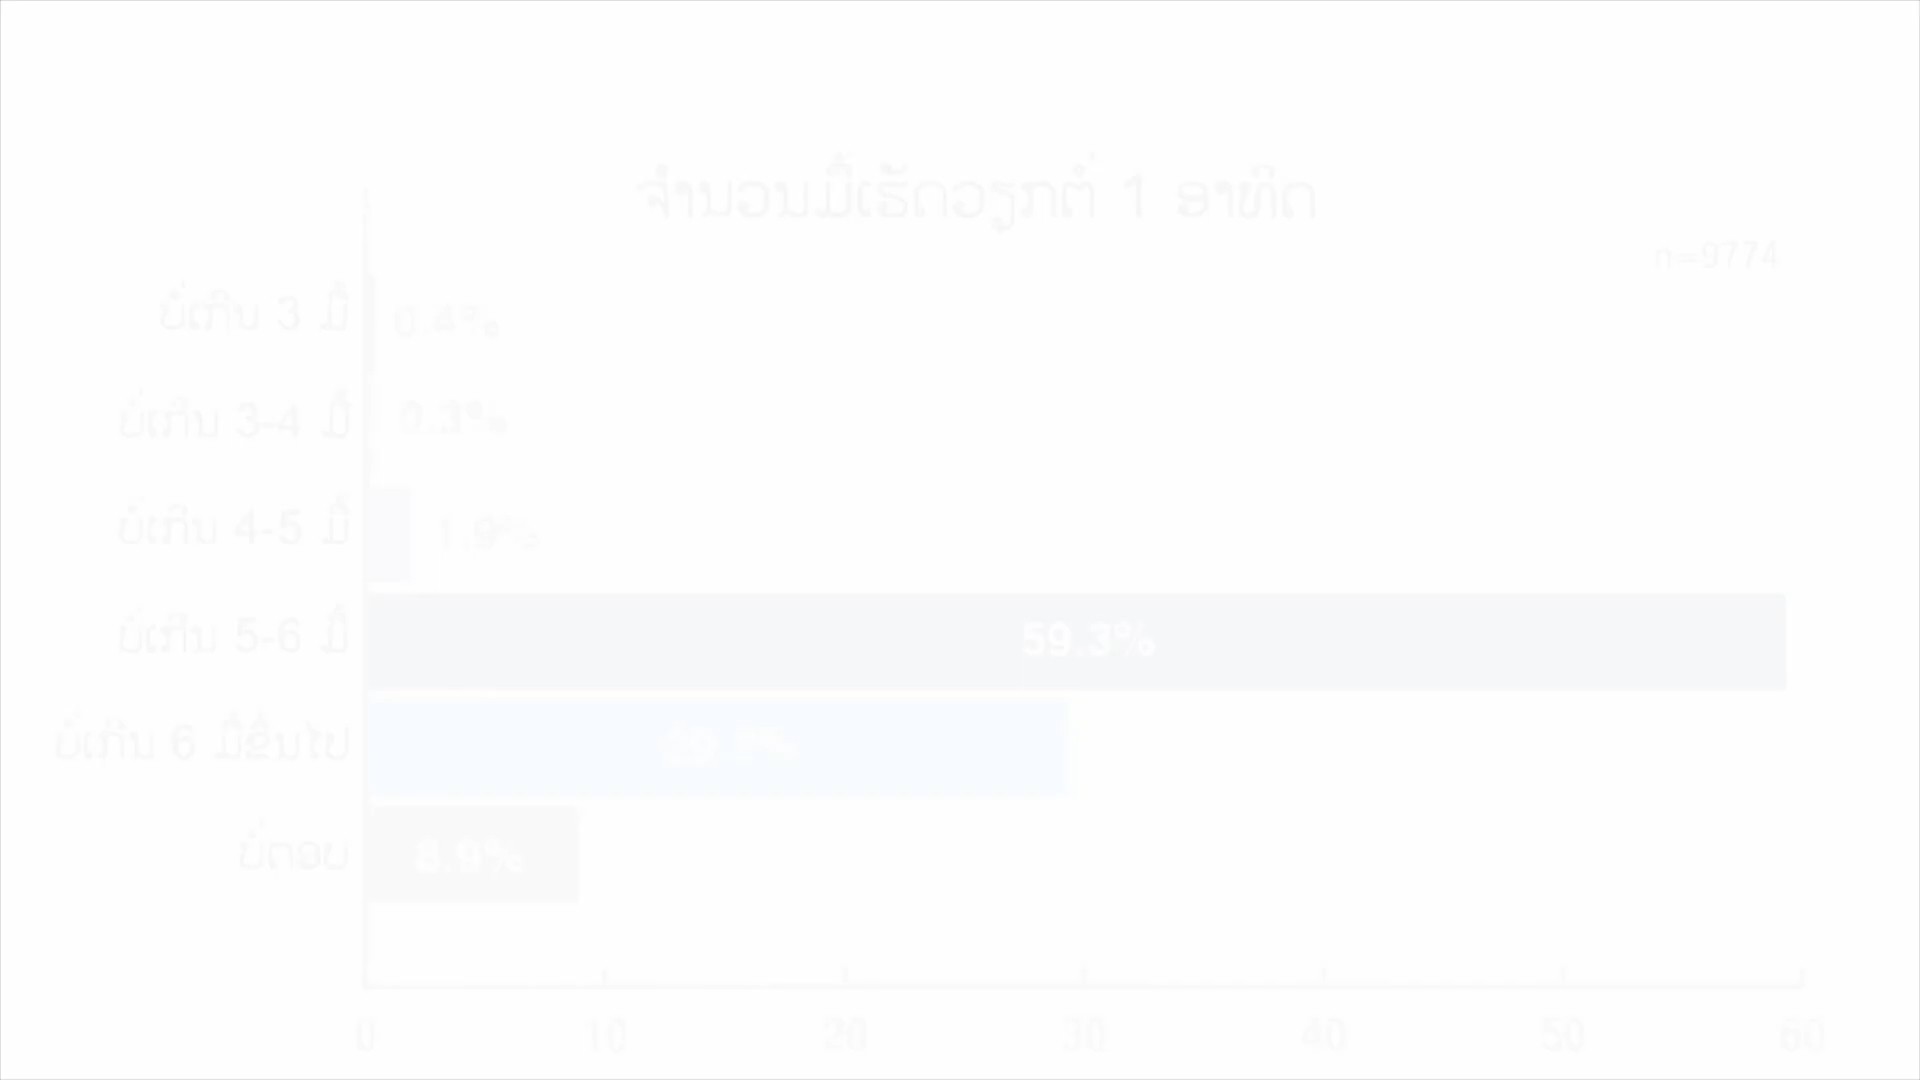 ຈຳນວນມື້ເຮັດວຽກຕໍ່ 1 ອາທິດ
n=9774
ບໍ່ເກີນ 3 ມື້ 0.4%
ບໍ່ເກີນ 3-4 ມື້ 0.3%
ບໍ່ເກີນ 4-5 ມື້ 1.9%
ບໍ່ເກີນ 5-6 ມື້ 59.3%
ບໍ່ເກີນ 6 ມື້ຂຶ້ນໄປ
ບໍ່ຕອບ 8.9%
0 10 20 30 40 50 60